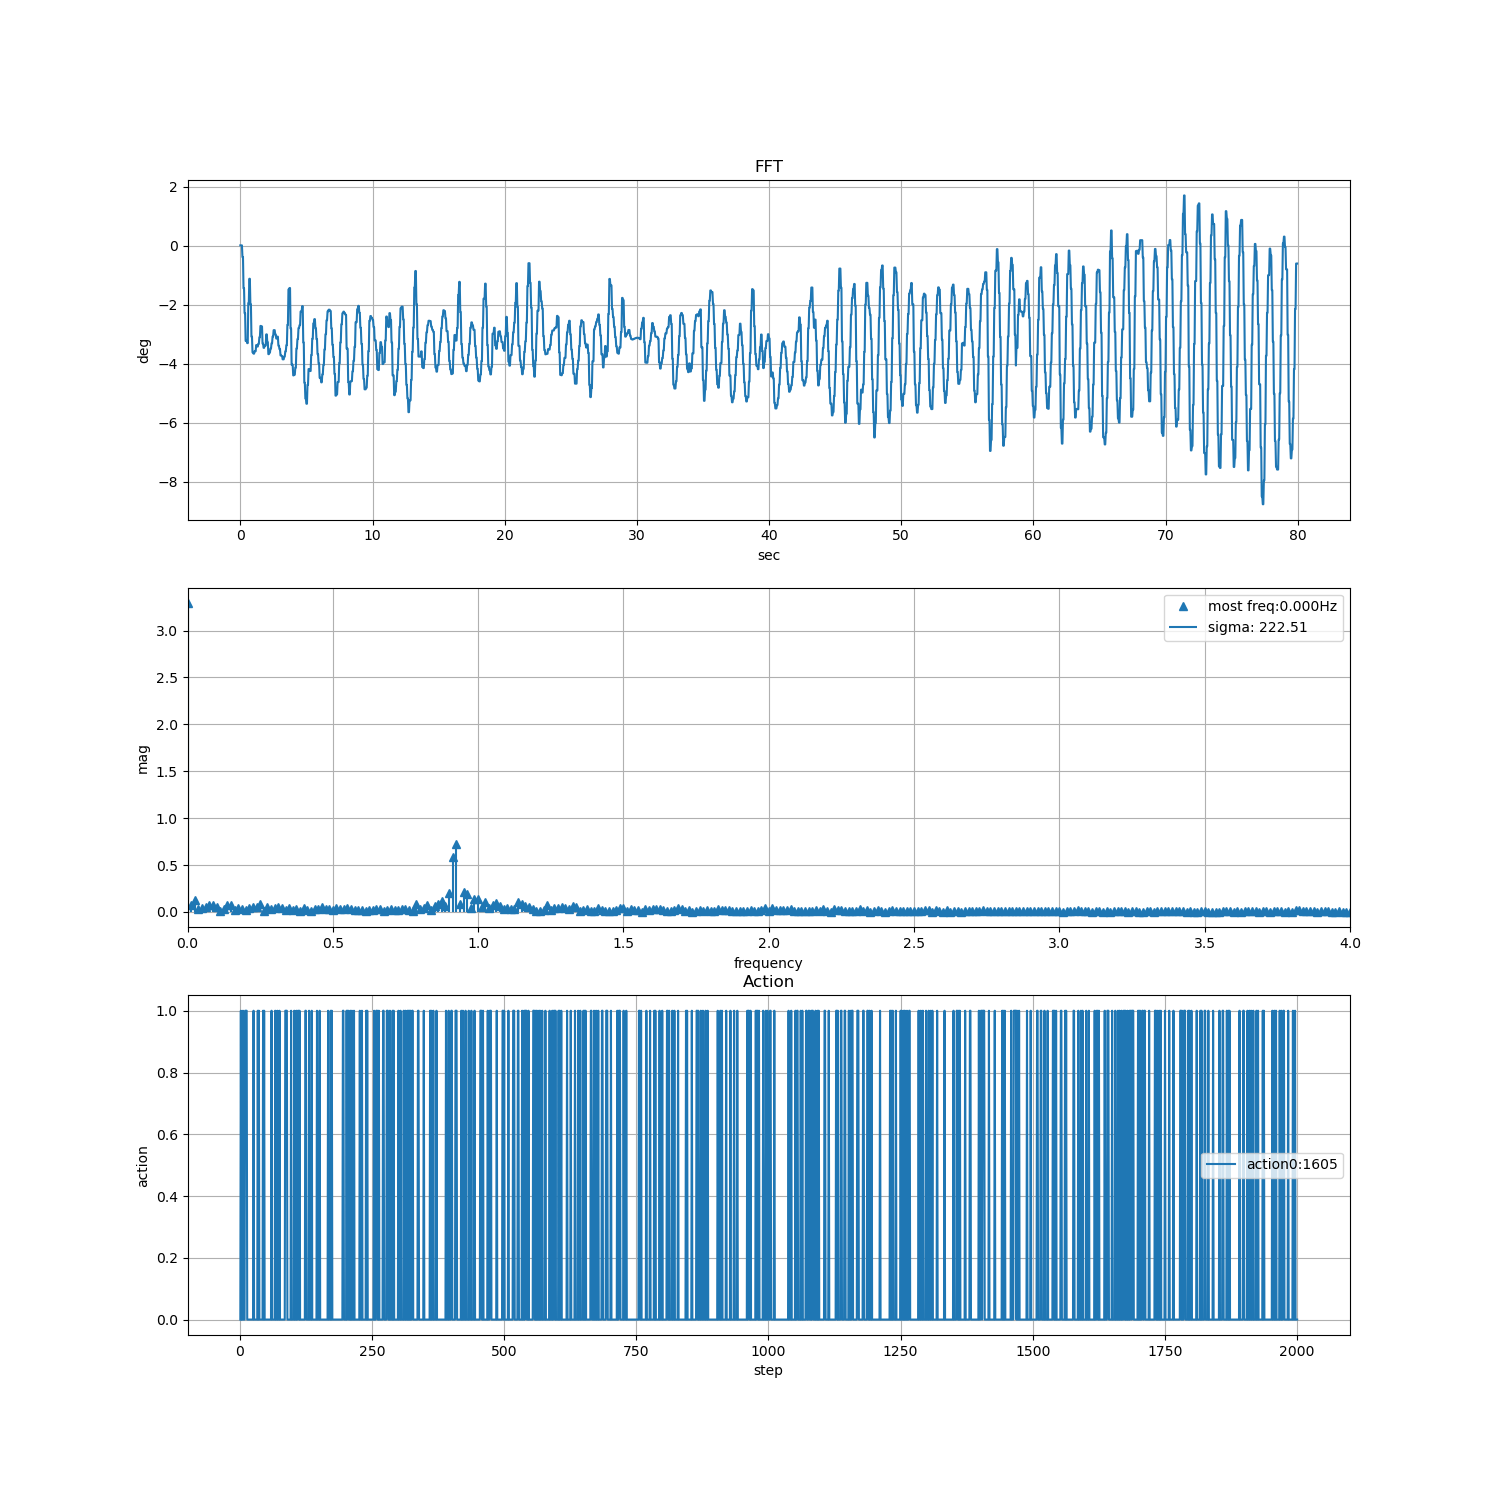 FFT
2
0
−2
−4
−6
−8
deg
0 10 20 30 40 50 60 70 80
sec
most freq:0.000Hz
sigma: 222.51
3.0
2.5
2.0
1.5
1.0
0.5
0.0
mag
0.0 0.5 1.0 1.5 2.0 2.5 3.0 3.5 4.0
frequency
Action
1.0
0.8
0.6
0.4
0.2
0.0
action
action0:1605
0 250 500 750 1000 1250 1500 1750 2000
step